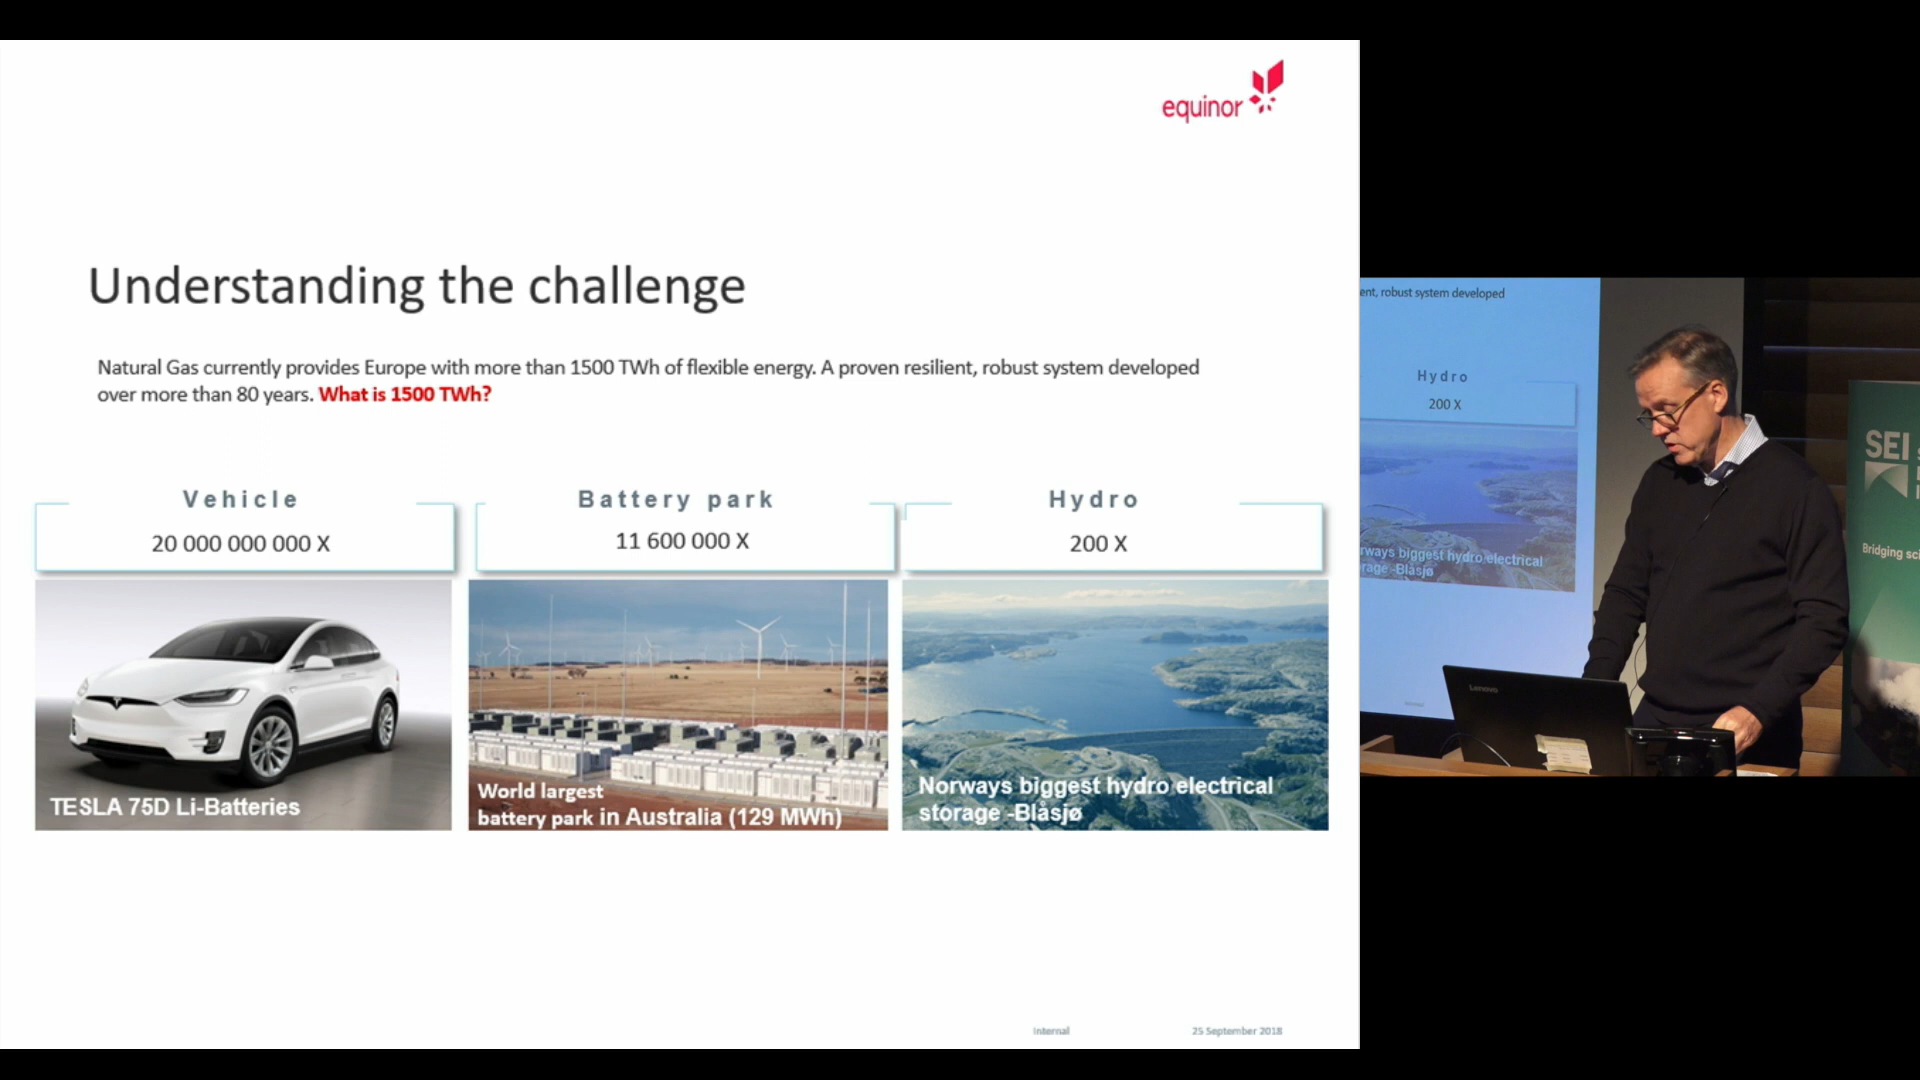 equinor
Understanding the challenge
Natural Gas currently provides Europe with more than 1500 TWh of flexible energy. A proven resilient, robust system developed
over more than 80 years. What is 1500 TWh?
Vehicle
20 000 000 000 X
TESLA 75D Li-Batteries
Battery park
11 600 000 X
World largest
battery park in Australia (129 MWh)
Hydro
200 X
Norways biggest hydro electrical
storage -Blåsjø
Internal
25 September 2018
ent, robust system developed
Hydro
200 X
rways biggest hydro electrical
rage -Blåsjø
Lenovo
SEI
Bridging sci